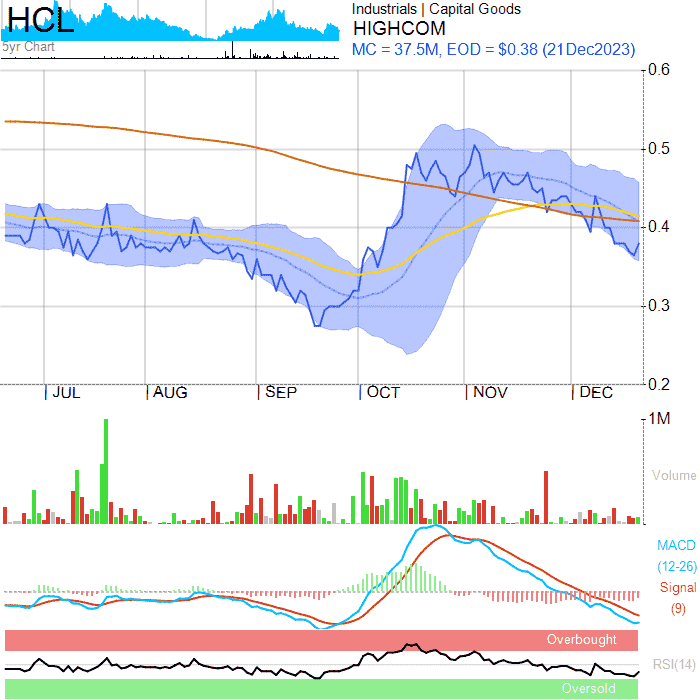 HCL
5yr Chart
Industrials | Capital Goods
HIGHCOM
MC = 37.5M, EOD = $0.38 (21Dec2023)
0.6
0.5
0.4
0.3
0.2
JUL AUG SEP OCT NOV DEC
1M
Volume
MACD
(12-26)
Signal
(9)
Overbought
RSI(14)
Oversold